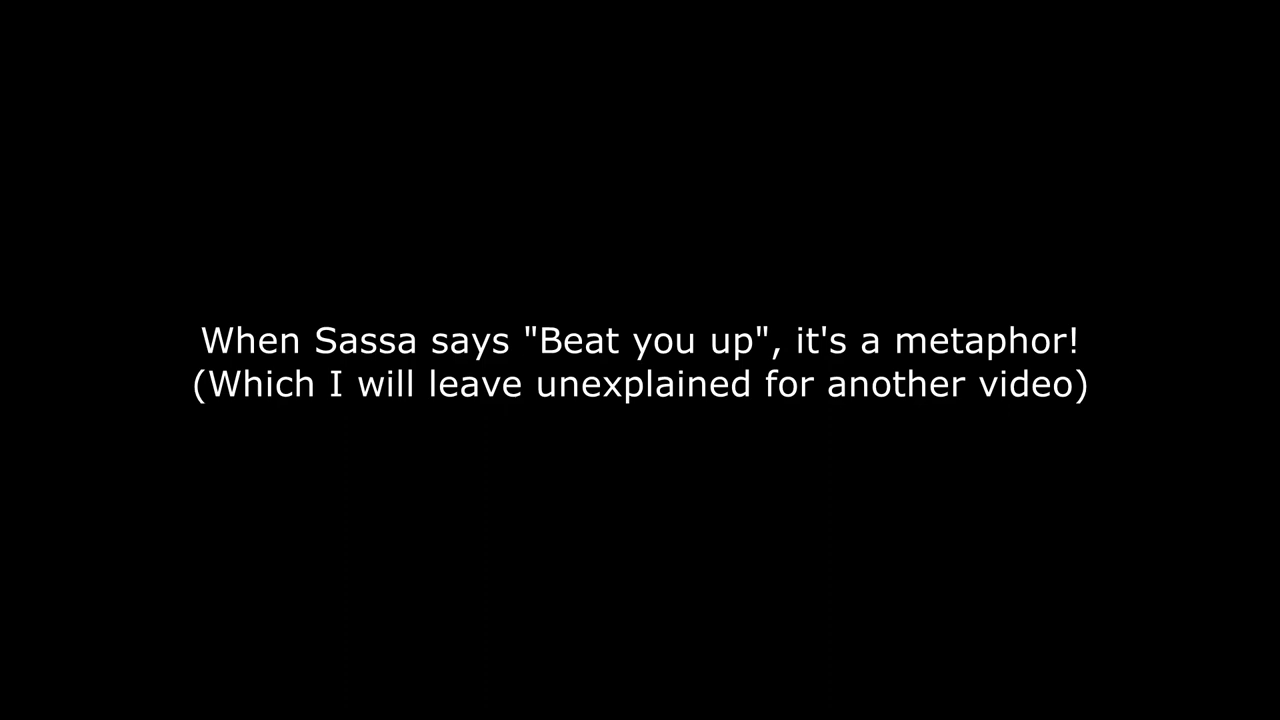 When Sassa says "Beat you up", it's a metaphor!
(Which I will leave unexplained for another video)